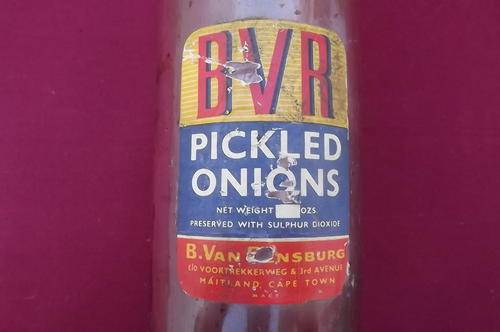 BVR
PICKLED
ONIONS
NET WEIGHT OZS.
PRESERVED WITH SULPHUR DIOXIDE
B. VAN
C/O VOORTREKKERWEG & 3rd AVENUE
MAITLAND, CAPE TOWN